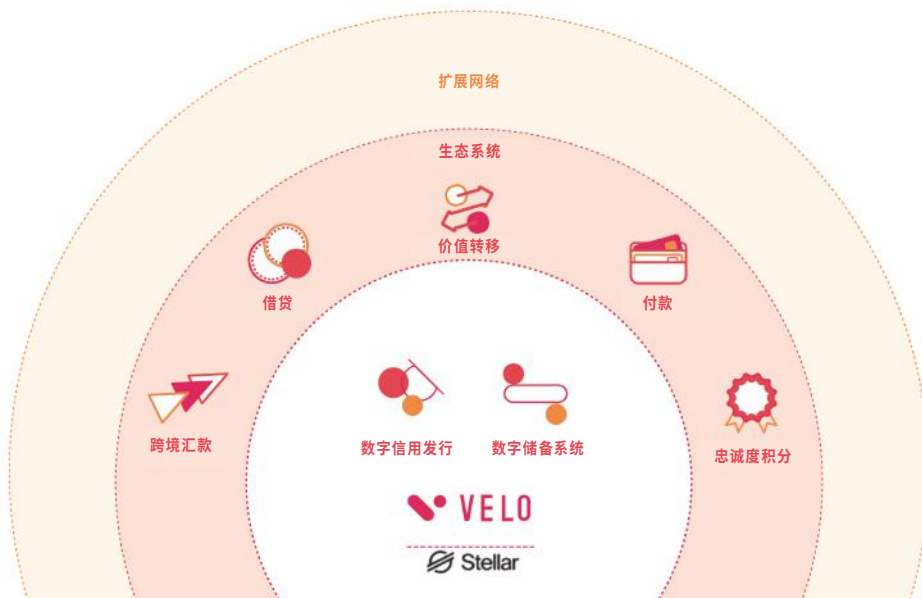 扩展网络
生态系统
价值转移
借贷
付款
跨境汇款
忠诚度积分
数字信用发行
数字储备系统
VELO
Stellar